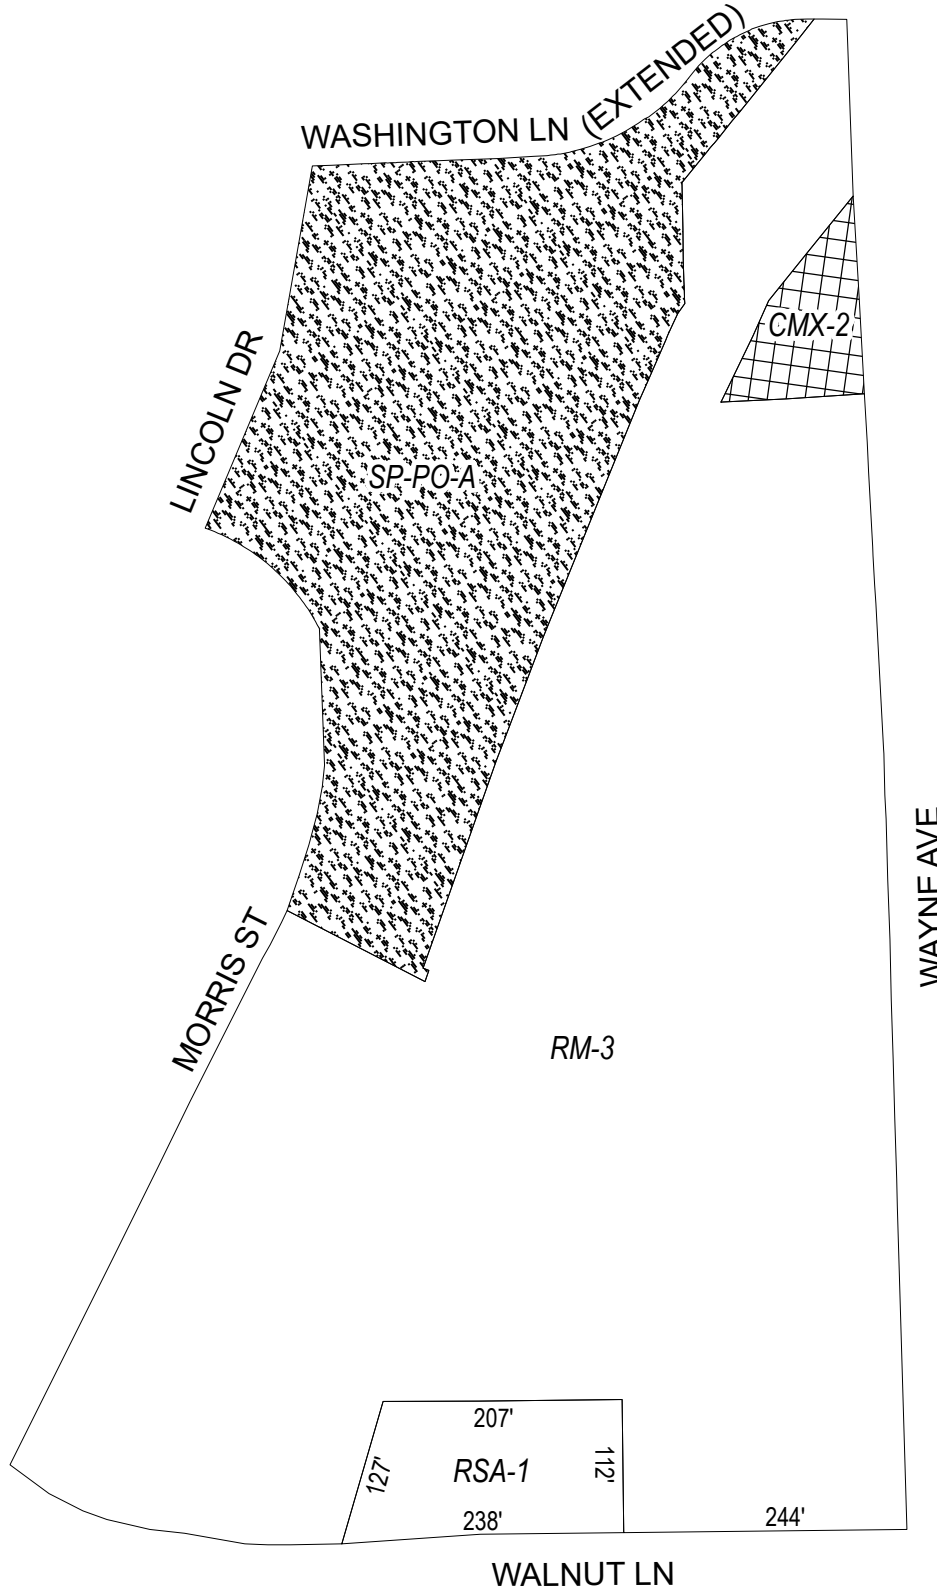 WASHINGTON LN (EXTENDED)
CMX-2
LINCOLN DR
SP-PO-A
WAYNE AVE
MORRIS ST
RM-3
207'
127'
RSA-1
112'
238'
244'
WALNUT LN